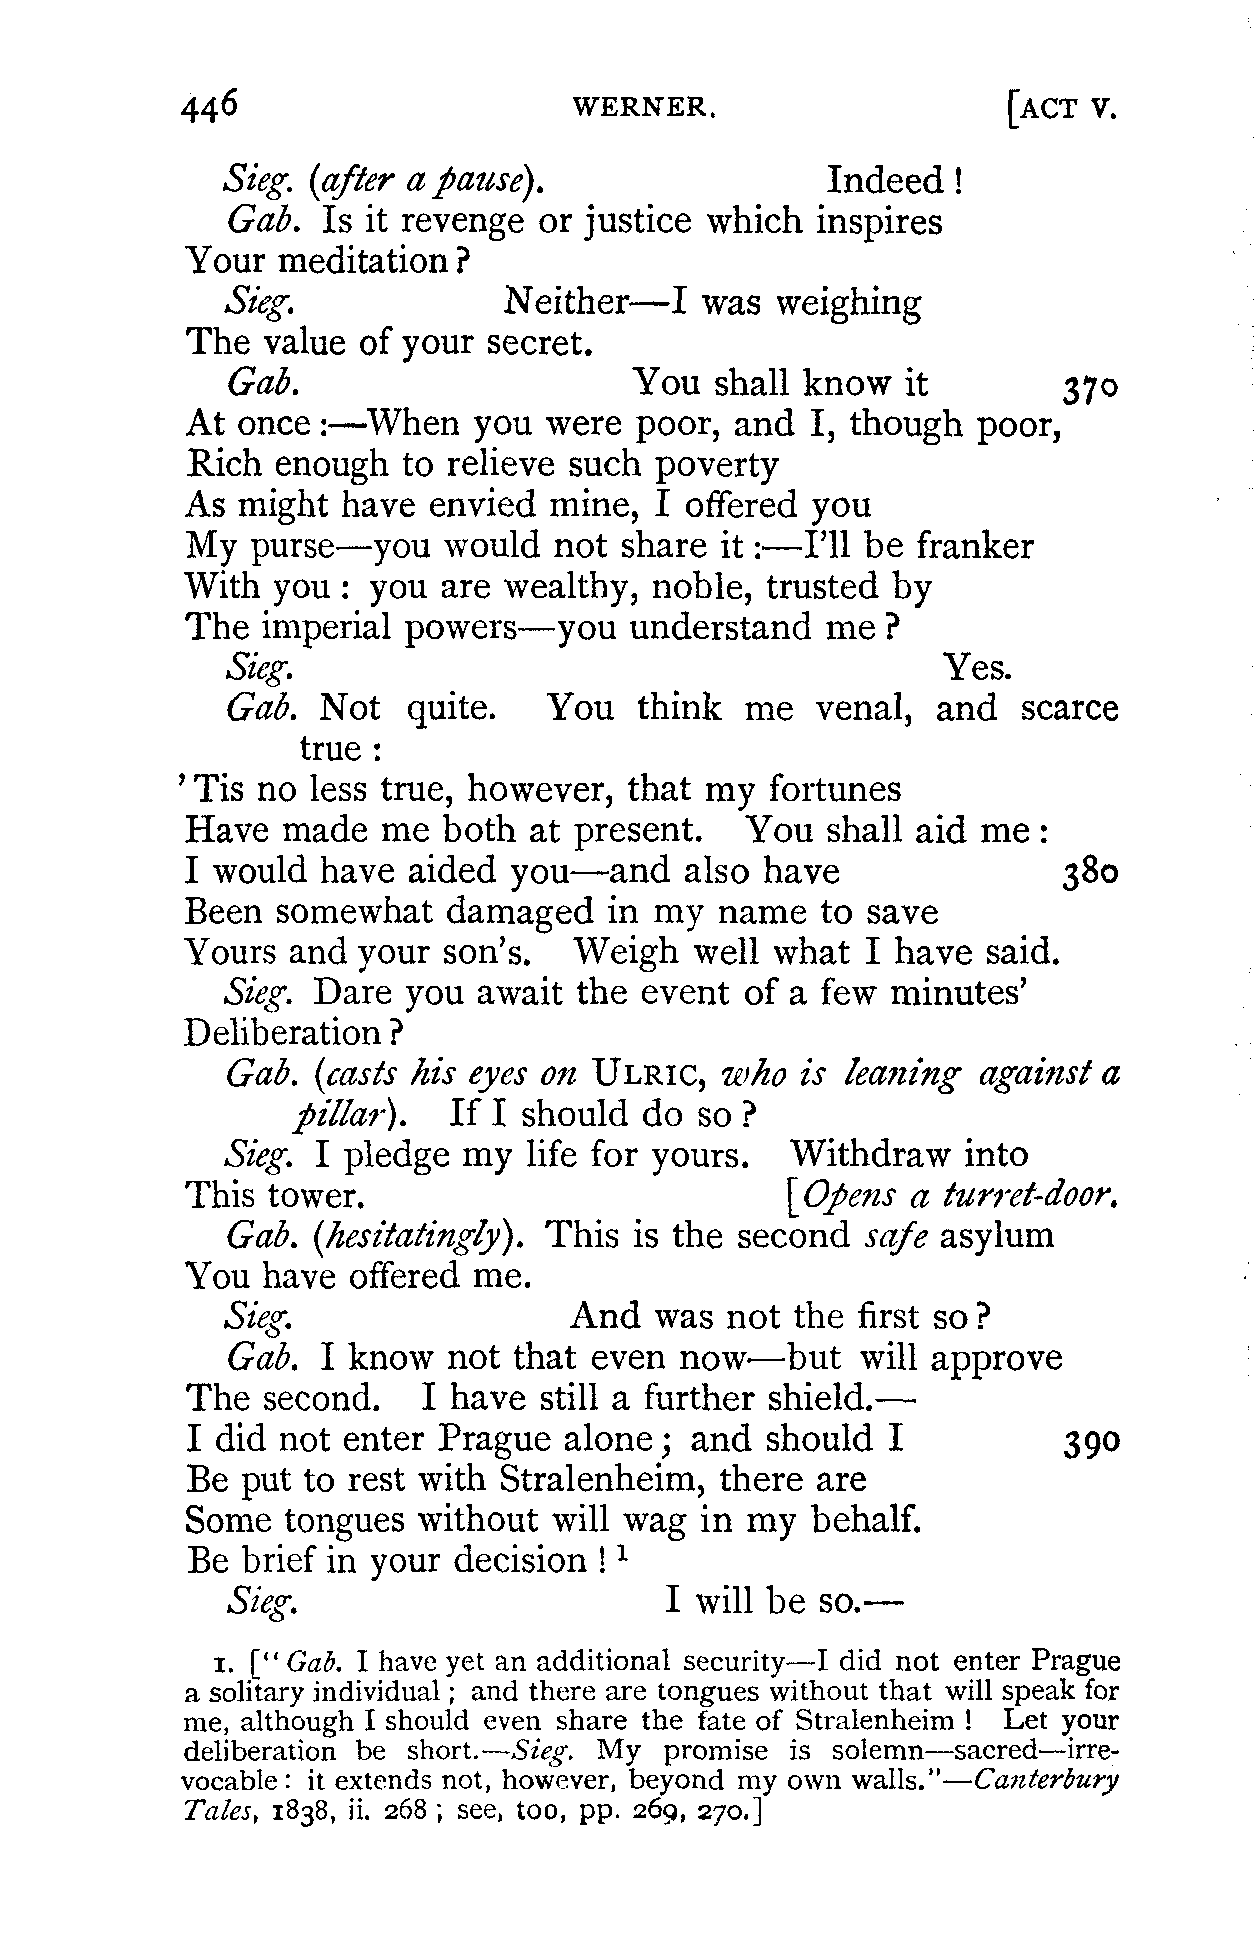 446 WERNER. [ACT V.
Sieg. (after a pause). Indeed!
Gab. Is it revenge or justice which inspires
Your meditation?
Sieg. Neither—I was weighing
The value of your secret.
Gab. You shall know it 370
At once:—When you were poor, and I, though poor,
Rich enough to relieve such poverty
As might have envied mine, I offered you
My purse—you would not share it:—I'll be franker
With you: you are wealthy, noble, trusted by
The imperial powers—you understand me?
Sieg. Yes.
Gab. Not quite. You think me venal, and scarce
true:
'Tis no less true, however, that my fortunes
Have made me both at present. You shall aid me:
I would have aided you—and also have 380
Been somewhat damaged in my name to save
Yours and your son's. Weigh well what I have said.
Sieg. Dare you await the event of a few minutes'
Deliberation?
Gab. (casts his eyes on ULRIC, who is leaning against a
pillar). If I should do so?
Sieg. I pledge my life for yours. Withdraw into
This tower. [Opens a turret-door.
Gab. (hesitatingly). This is the second safe asylum
You have offered me.
Sieg. And was not the first so?
Gab. I know not that even now—but will approve
The second. I have still a further shield.—
I did not enter Prague alone; and should I 390
Be put to rest with Stralenheim, there are
Some tongues without will wag in my behalf.
Be brief in your decision!¹
Sieg. I will be so.—
1. ["Gab. I have yet an additional security—I did not enter Prague
a solitary individual; and there are tongues without that will speak for
me, although I should even share the fate of Stralenheim! Let your
deliberation be short.—Sieg. My promise is solemn—sacred—irre-
vocable: it extends not, however, beyond my own walls."—Canterbury
Tales, 1838, ii. 268; see, too, pp. 269, 270.]